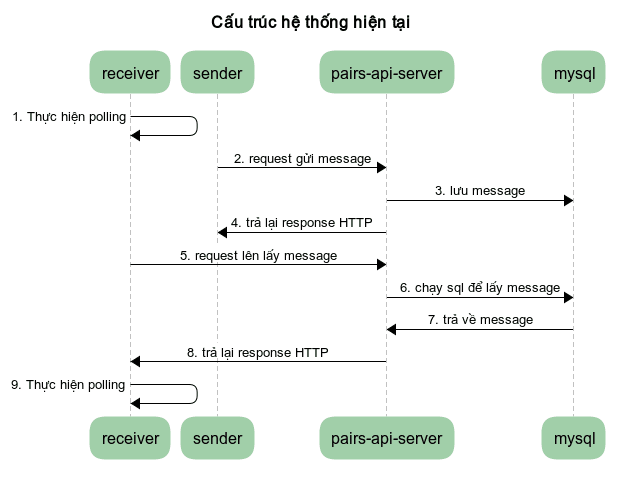 Cấu trúc hệ thống hiện tại
receiver sender pairs-api-server mysql
1. Thực hiện polling
2. request gửi message
3. lưu message
4. trả lại response HTTP
5. request lên lấy message
6. chạy sql để lấy message
7. trả về message
8. trả lại response HTTP
9. Thực hiện polling
receiver sender pairs-api-server mysql